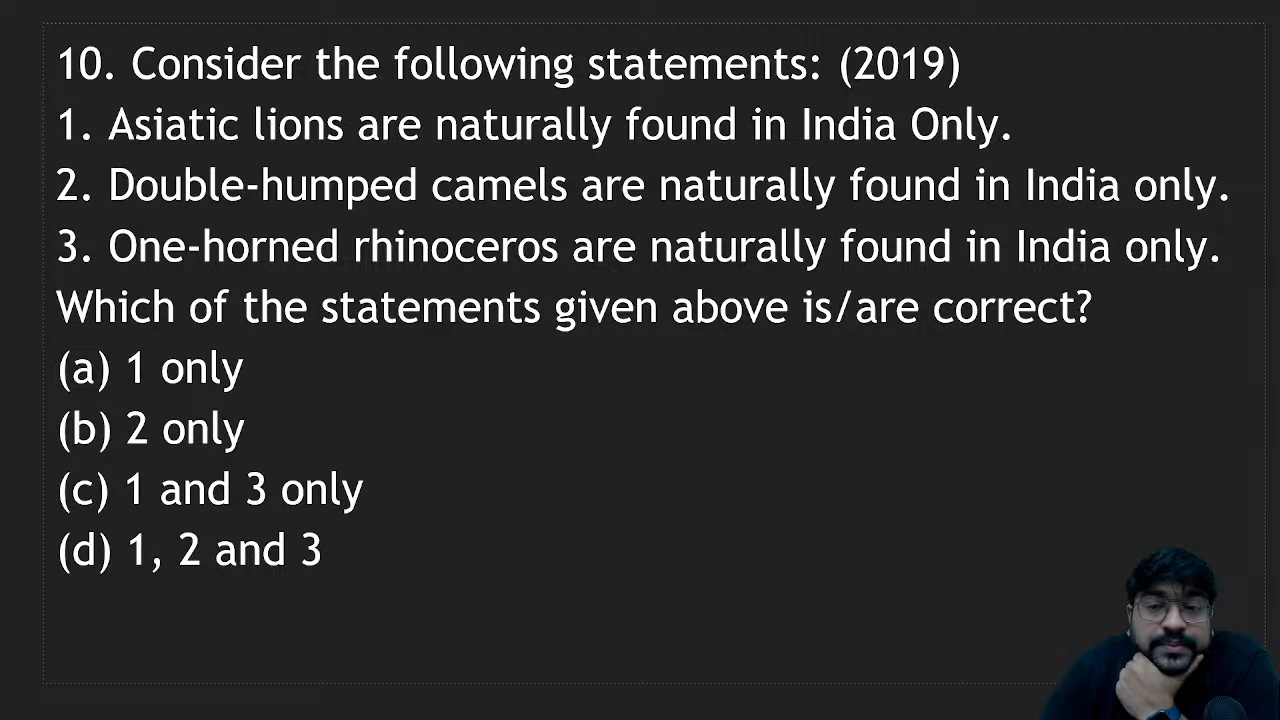 10. Consider the following statements: (2019)
1. Asiatic lions are naturally found in India Only.
2. Double-humped camels are naturally found in India only.
3. One-horned rhinoceros are naturally found in India only.
Which of the statements given above is/are correct?
(a) 1 only
(b) 2 only
(c) 1 and 3 only
(d) 1, 2 and 3